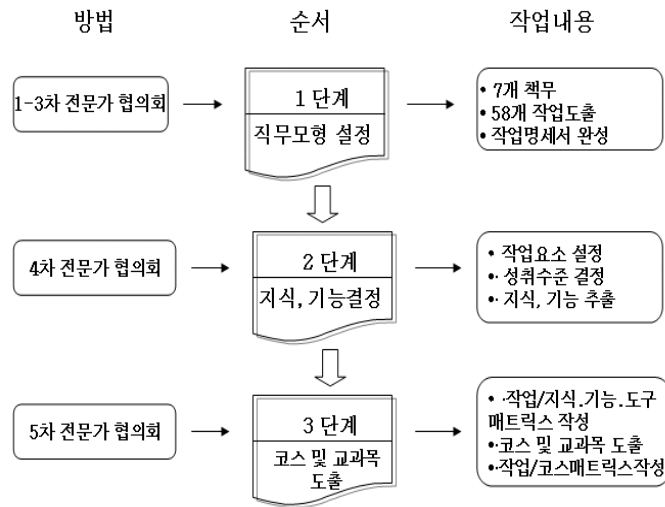 방법
순서
작업내용
1-3차 전문가 협의회
1 단계
직무모형 설정
• 7개 책무
• 58개 작업도출
• 작업명세서 완성
4차 전문가 협의회
2 단계
지식, 기능결정
• 작업요소 설정
• 성취수준 결정
• 지식, 기능 추출
5차 전문가 협의회
3 단계
코스 및 교과목
도출
• ·작업/지식.기능.도구
매트릭스 작성
•·코스 및 교과목 도출
•·작업/코스매트릭스작성